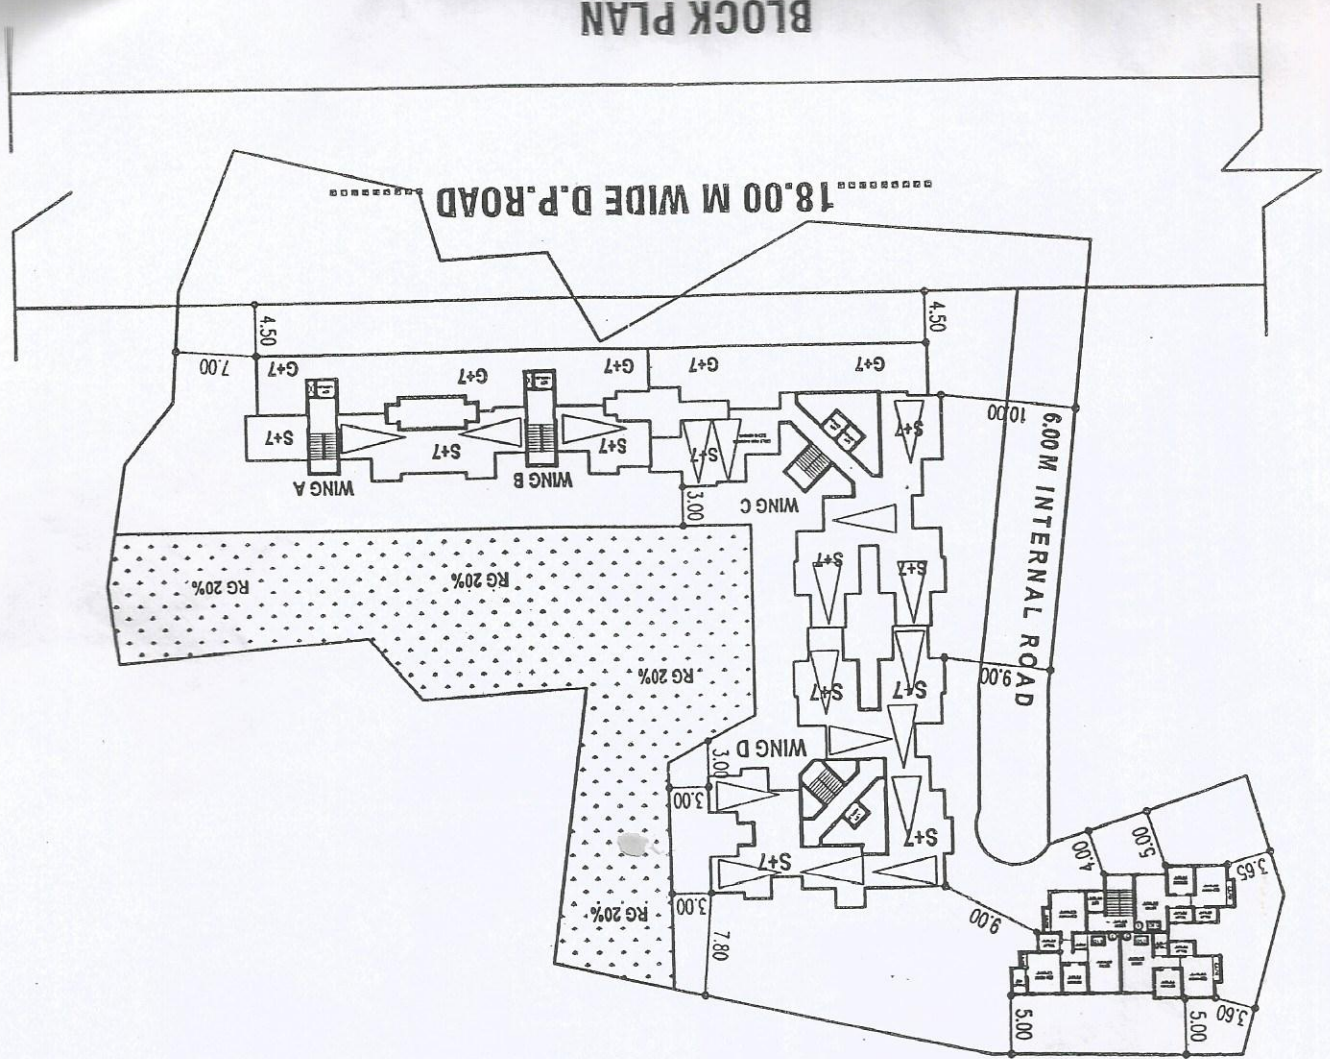 BLOCK PLAN
18.00 M WIDE D.P.ROAD
4.50
4.50
7.00
G+7
G+7
G+7
G+7
G+7
10.00
6.00M INTERNAL ROAD
S+7
S+7
S+7
S+7
S+7
WING A
WING B
WING C
3.00
RG 20%
RG 20%
S+7
S+7
RG 20%
S+7
S+7
9.00
WING D
3.00
3.00
S+7
S+7
4.00
5.00
3.65
RG 20%
3.00
9.00
7.80
5.00
5.00
3.60